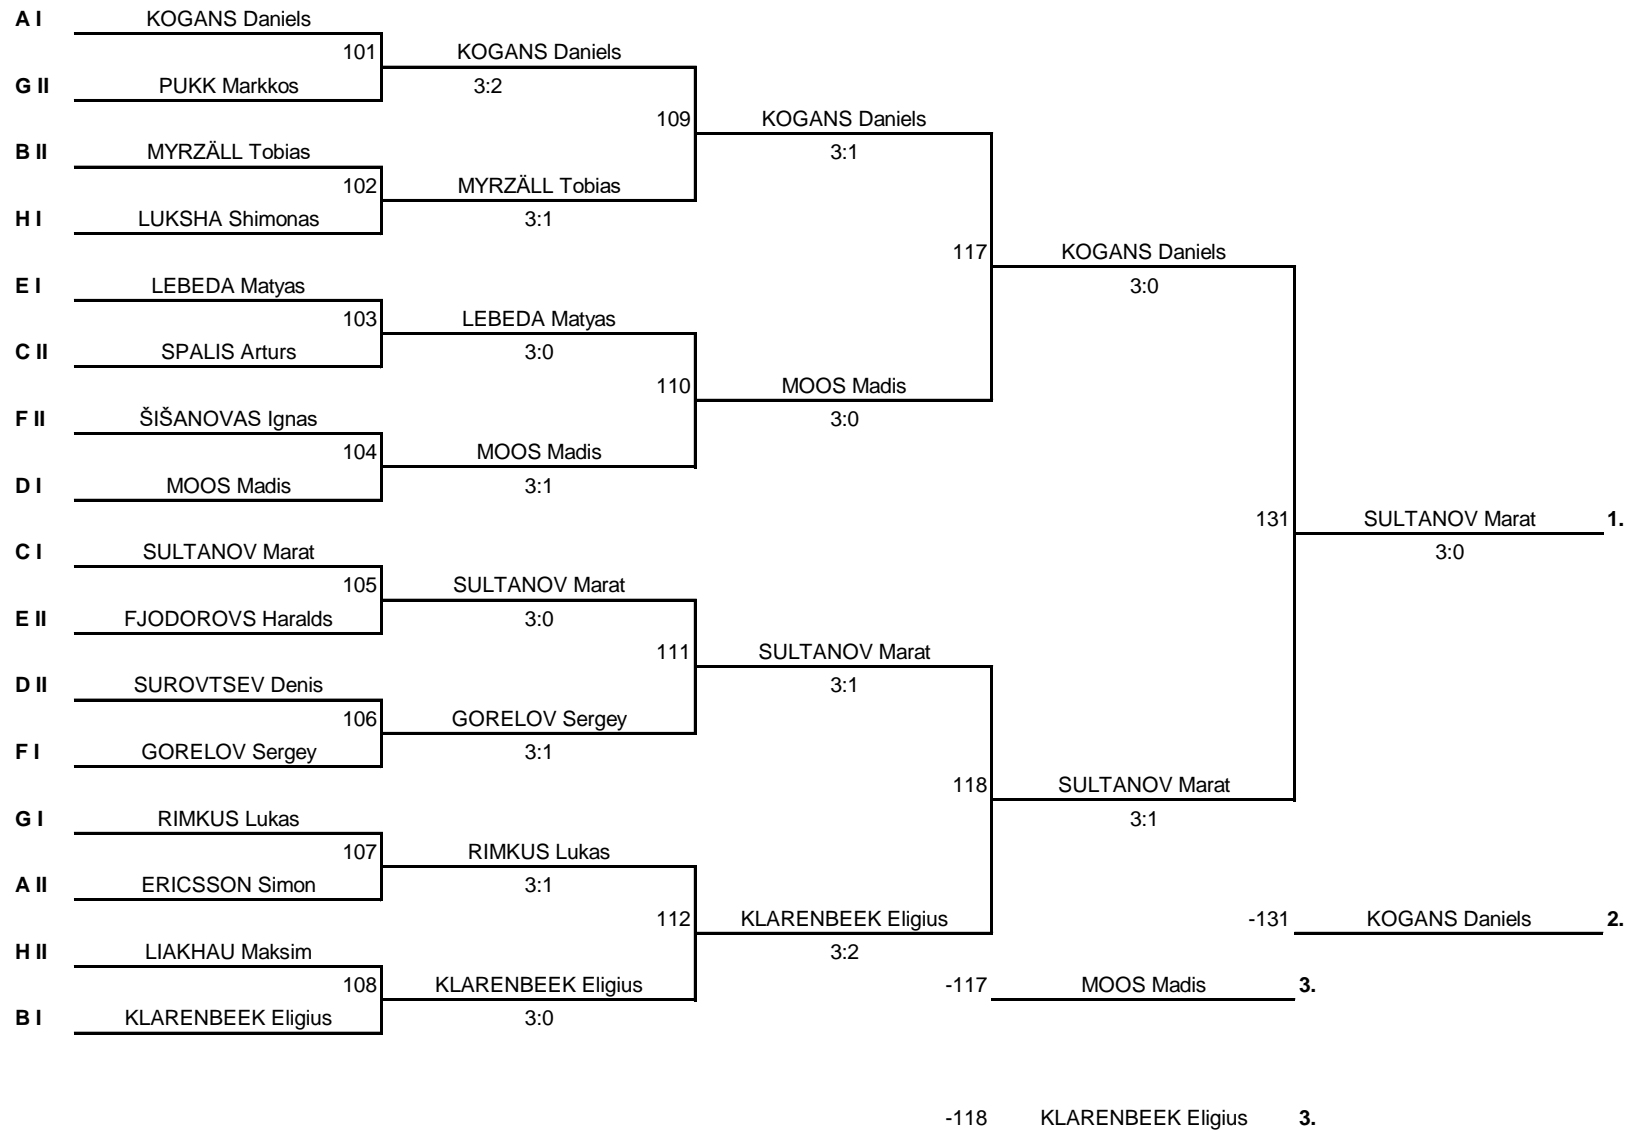 A I KOGANS Daniels
101 KOGANS Daniels
G II PUKK Markkos 3:2
109 KOGANS Daniels
B II MYRZÄLL Tobias 3:1
102 MYRZÄLL Tobias
H I LUKSHA Shimonas 3:1
117 KOGANS Daniels
E I LEBEDA Matyas 3:0
103 LEBEDA Matyas
C II SPALIS Arturs 3:0
110 MOOS Madis
F II ŠIŠANOVAS Ignas 3:0
104 MOOS Madis
D I MOOS Madis 3:1
131 SULTANOV Marat 1.
C I SULTANOV Marat 3:0
105 SULTANOV Marat
E II FJODOROVS Haralds 3:0
111 SULTANOV Marat
D II SUROVTSEV Denis 3:1
106 GORELOV Sergey
F I GORELOV Sergey 3:1
118 SULTANOV Marat
G I RIMKUS Lukas 3:1
107 RIMKUS Lukas
A II ERICSSON Simon 3:1
112 KLARENBEEK Eligius -131 KOGANS Daniels 2.
H II LIAKHAU Maksim 3:2
108 KLARENBEEK Eligius -117 MOOS Madis 3.
B I KLARENBEEK Eligius 3:0
-118 KLARENBEEK Eligius 3.